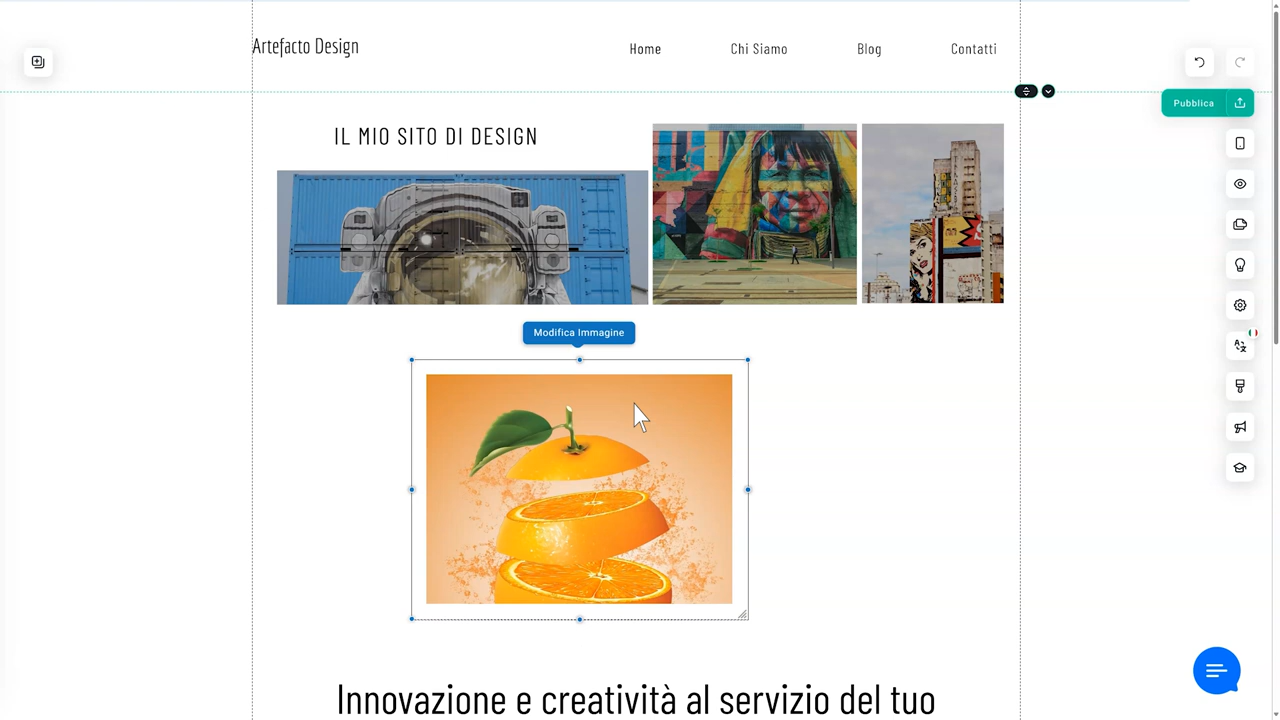 Artefacto Design
Home
Chi Siamo
Blog
Contatti
Pubblica
IL MIO SITO DI DESIGN
Modifica Immagine
Innovazione e creatività al servizio del tuo